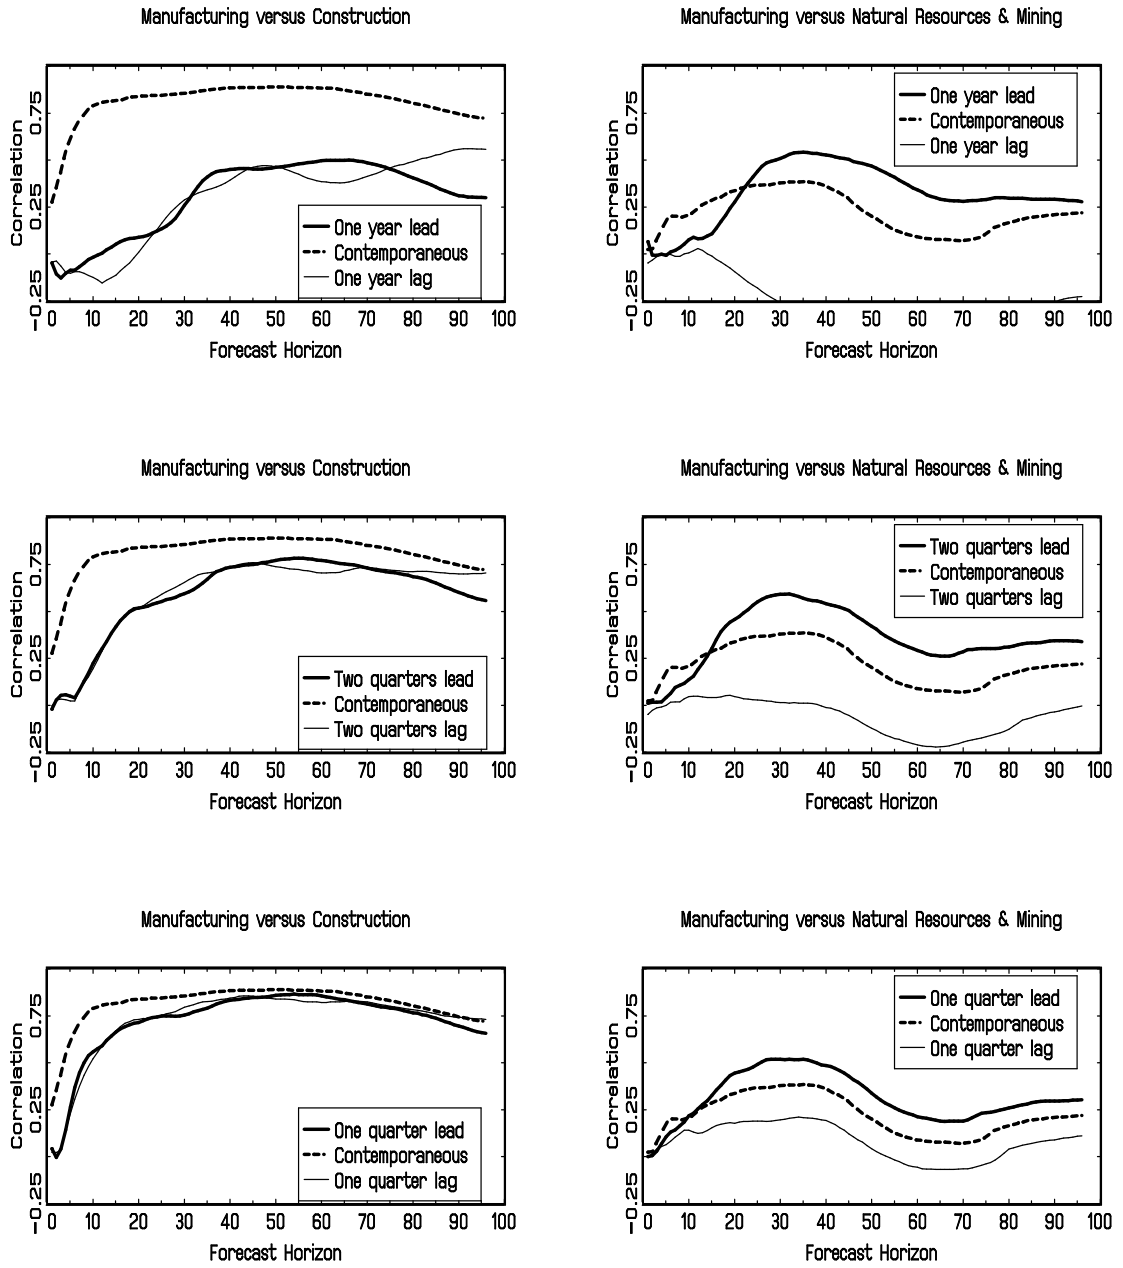 Manufacturing versus Construction
Correlation
-0.25 0.25 0.75
0 10 20 30 40 50 60 70 80 90 100
Forecast Horizon
One year lead
Contemporaneous
One year lag
Manufacturing versus Natural Resources & Mining
Correlation
-0.25 0.25 0.75
0 10 20 30 40 50 60 70 80 90 100
Forecast Horizon
One year lead
Contemporaneous
One year lag
Manufacturing versus Construction
Correlation
-0.25 0.25 0.75
0 10 20 30 40 50 60 70 80 90 100
Forecast Horizon
Two quarters lead
Contemporaneous
Two quarters lag
Manufacturing versus Natural Resources & Mining
Correlation
-0.25 0.25 0.75
0 10 20 30 40 50 60 70 80 90 100
Forecast Horizon
Two quarters lead
Contemporaneous
Two quarters lag
Manufacturing versus Construction
Correlation
-0.25 0.25 0.75
0 10 20 30 40 50 60 70 80 90 100
Forecast Horizon
One quarter lead
Contemporaneous
One quarter lag
Manufacturing versus Natural Resources & Mining
Correlation
-0.25 0.25 0.75
0 10 20 30 40 50 60 70 80 90 100
Forecast Horizon
One quarter lead
Contemporaneous
One quarter lag